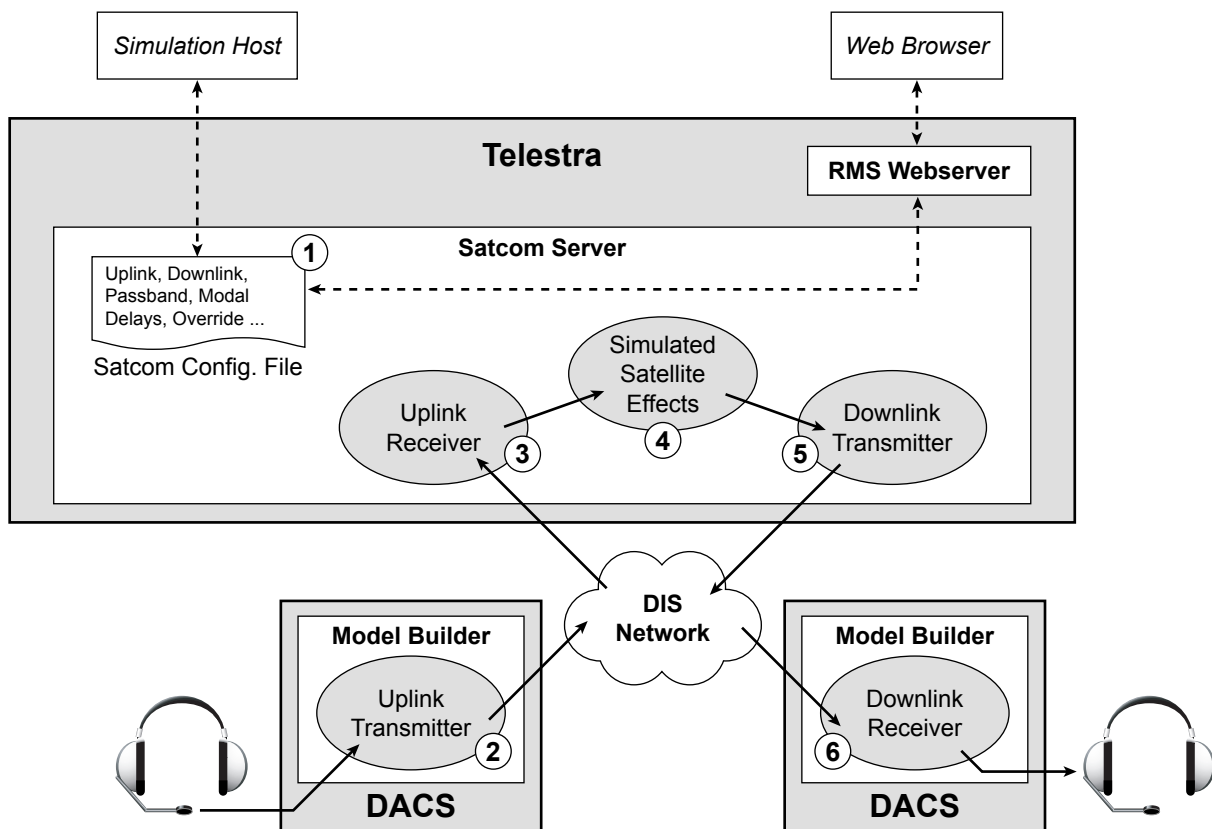 Simulation Host
Web Browser
Telestra
RMS Webserver
Satcom Server
1
Uplink, Downlink,
Passband, Modal
Delays, Override ...
Satcom Config. File
Simulated
Satellite
Effects
4
Uplink
Receiver
3
Downlink
Transmitter
5
DIS
Network
Model Builder
Uplink
Transmitter
2
DACS
Model Builder
Downlink
Receiver
6
DACS